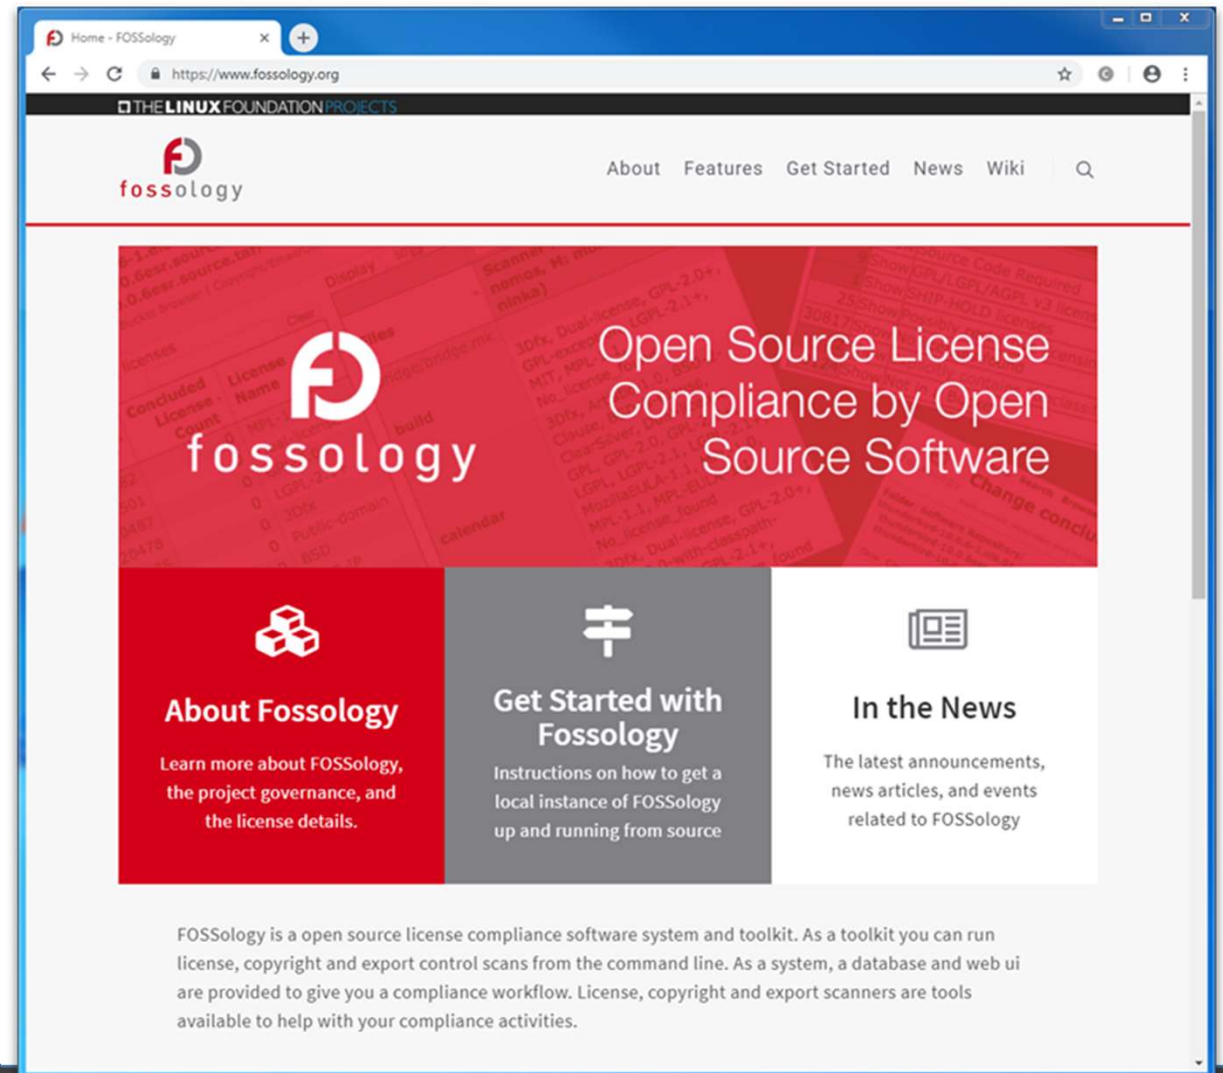 Home - FOSSology
https://www.fossology.org
THE LINUX FOUNDATION PROJECTS
fossology
About Features Get Started News Wiki
fossology
Open Source License
Compliance by Open
Source Software
About Fossology
Learn more about FOSSology,
the project governance, and
the license details.
Get Started with
Fossology
Instructions on how to get a
local instance of FOSSology
up and running from source
In the News
The latest announcements,
news articles, and events
related to FOSSology
FOSSology is a open source license compliance software system and toolkit. As a toolkit you can run
license, copyright and export control scans from the command line. As a system, a database and web ui
are provided to give you a compliance workflow. License, copyright and export scanners are tools
available to help with your compliance activities.